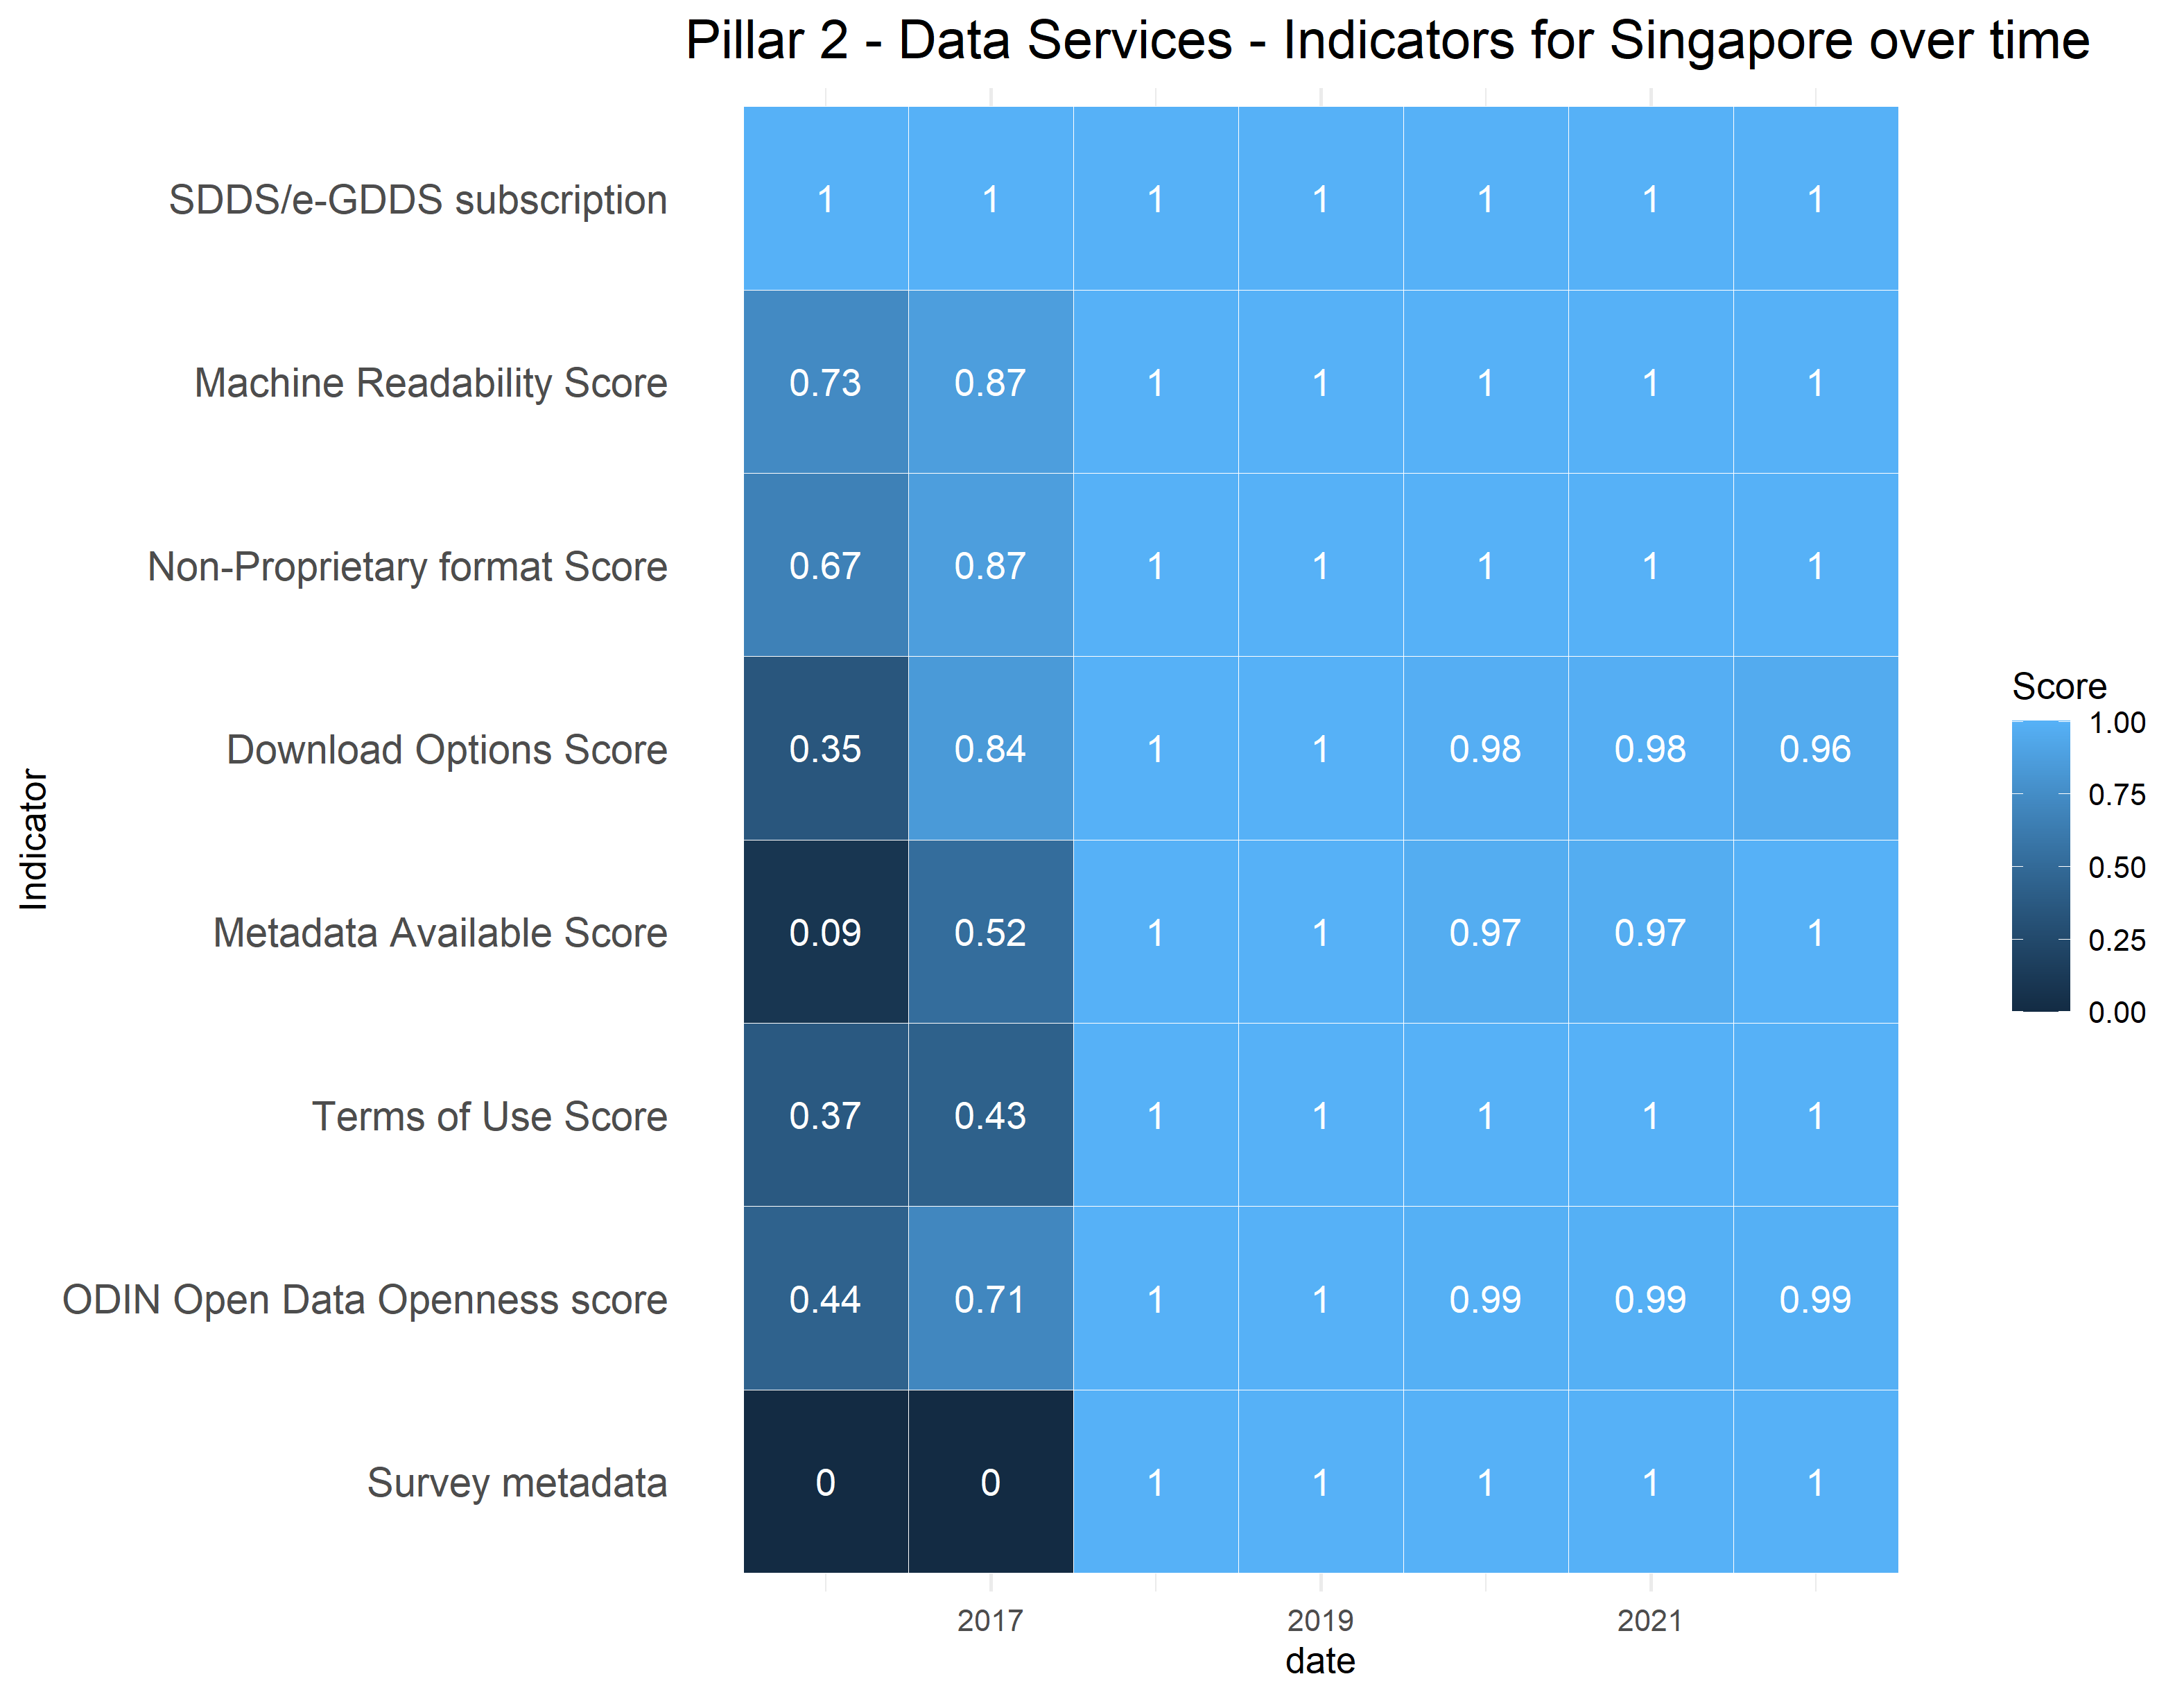 Pillar 2 - Data Services - Indicators for Singapore over time
Indicator
SDDS/e-GDDS subscription 1 1 1 1 1 1 1
Machine Readability Score 0.73 0.87 1 1 1 1 1
Non-Proprietary format Score 0.67 0.87 1 1 1 1 1
Download Options Score 0.35 0.84 1 1 0.98 0.98 0.96
Metadata Available Score 0.09 0.52 1 1 0.97 0.97 1
Terms of Use Score 0.37 0.43 1 1 1 1 1
ODIN Open Data Openness score 0.44 0.71 1 1 0.99 0.99 0.99
Survey metadata 0 0 1 1 1 1 1
2017 2019 2021
date
Score
1.00
0.75
0.50
0.25
0.00